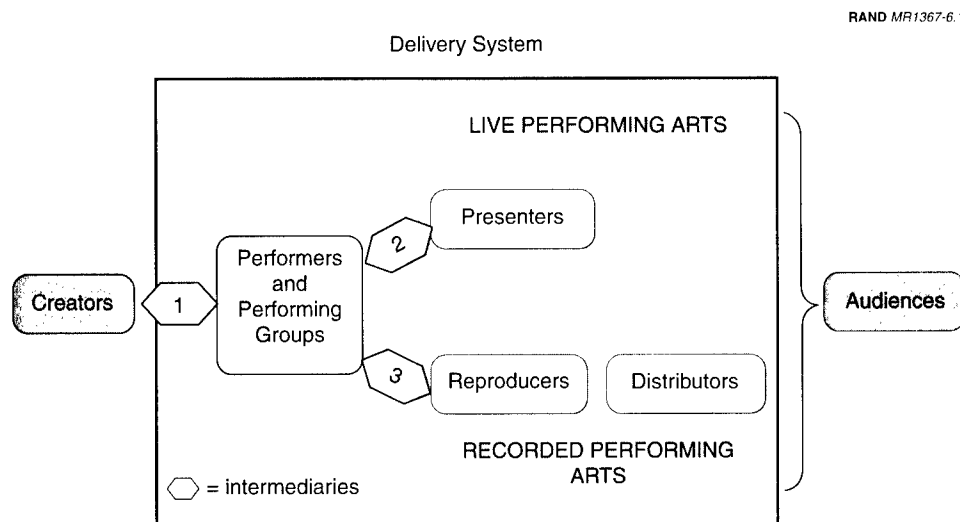 RAND MR1367-6.1
Delivery System
LIVE PERFORMING ARTS
Presenters
2
Performers
and
Performing
Groups
Creators
1
Audiences
3
Reproducers
Distributors
RECORDED PERFORMING
ARTS
= intermediaries